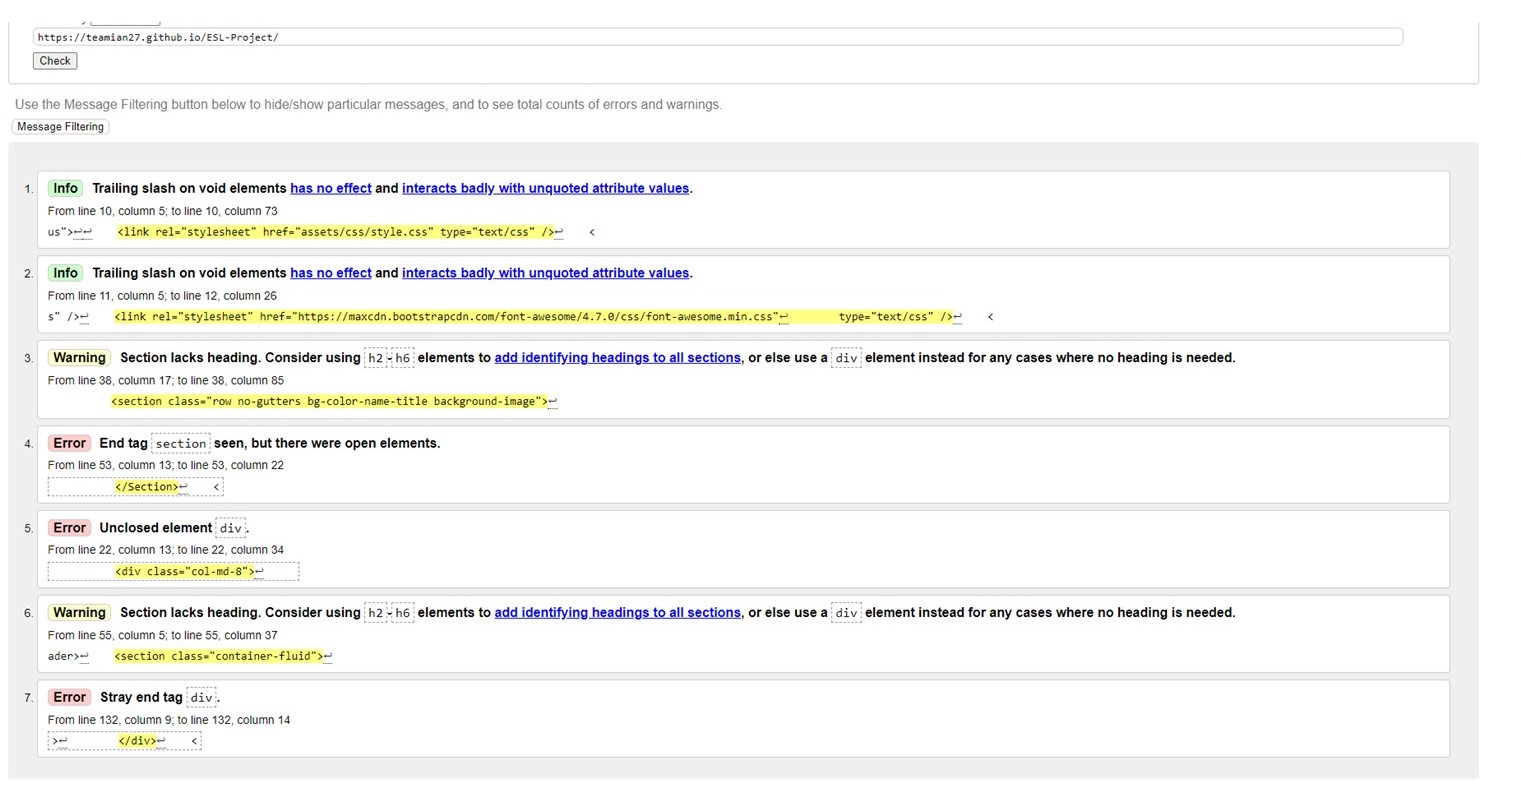 https://teamian27.github.io/ESL-Project/
Check
Use the Message Filtering button below to hide/show particular messages, and to see total counts of errors and warnings.
Message Filtering
1. Info Trailing slash on void elements has no effect and interacts badly with unquoted attribute values.
From line 10, column 5; to line 10, column 73
us">↩↩ <link rel="stylesheet" href="assets/css/style.css" type="text/css" />↩ <
2. Info Trailing slash on void elements has no effect and interacts badly with unquoted attribute values.
From line 11, column 5; to line 12, column 26
s" />↩ <link rel="stylesheet" href="https://maxcdn.bootstrapcdn.com/font-awesome/4.7.0/css/font-awesome.min.css"↩ type="text/css" />↩ <
3. Warning Section lacks heading. Consider using h2-h6 elements to add identifying headings to all sections, or else use a div element instead for any cases where no heading is needed.
From line 38, column 17; to line 38, column 85
<section class="row no-gutters bg-color-name-title background-image">↩
4. Error End tag section seen, but there were open elements.
From line 53, column 13; to line 53, column 22
</Section>↩ <
5. Error Unclosed element div.
From line 22, column 13; to line 22, column 34
<div class="col-md-8">↩
6. Warning Section lacks heading. Consider using h2-h6 elements to add identifying headings to all sections, or else use a div element instead for any cases where no heading is needed.
From line 55, column 5; to line 55, column 37
ader>↩ <section class="container-fluid">↩
7. Error Stray end tag div.
From line 132, column 9; to line 132, column 14
>↩ </div>↩ <